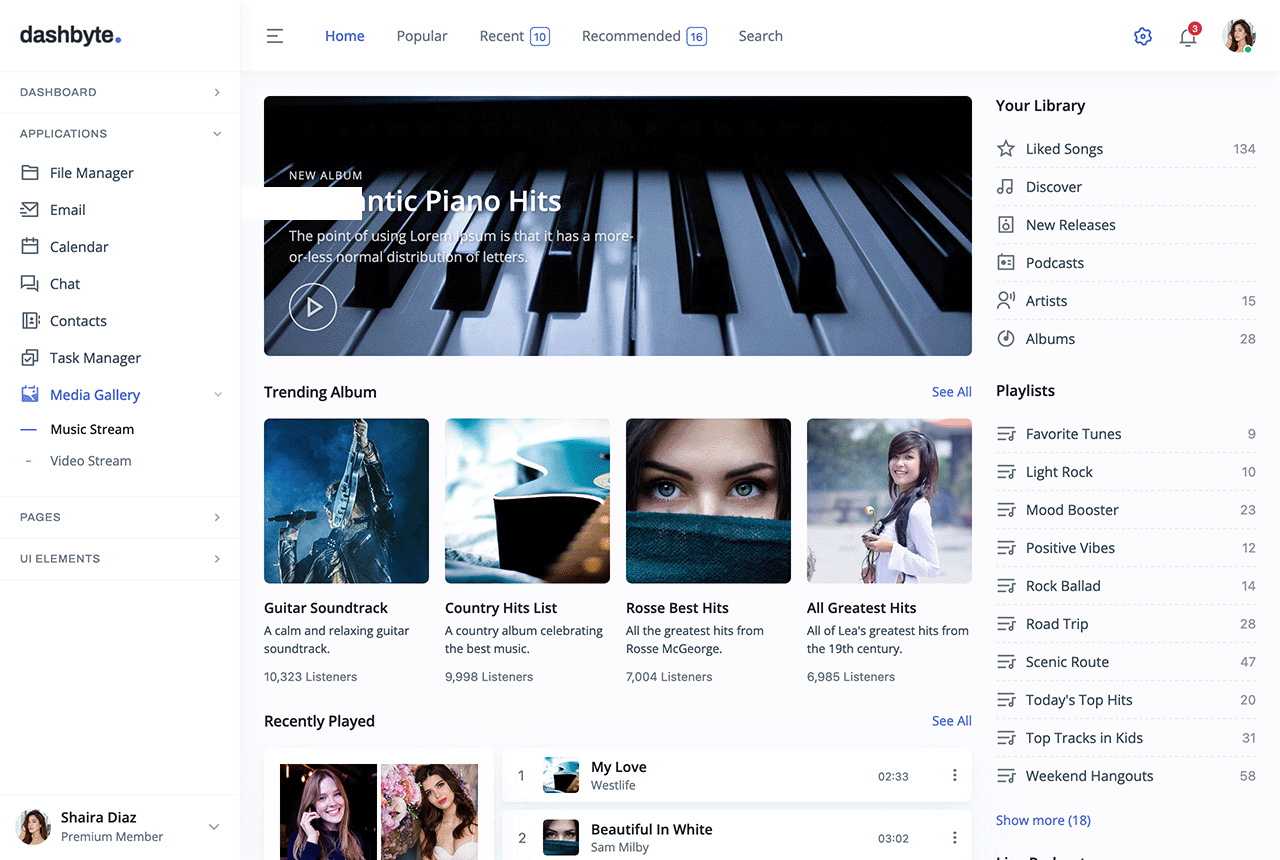 dashbyte.
Home
Popular
Recent 10
Recommended 16
Search
3
DASHBOARD
APPLICATIONS
File Manager
Email
Calendar
Chat
Contacts
Task Manager
Media Gallery
Music Stream
Video Stream
PAGES
UI ELEMENTS
Shaira Diaz
Premium Member
NEW ALBUM
ntic Piano Hits
The point of using Lorem Ipsum is that it has a more-
or-less normal distribution of letters.
Trending Album
See All
Guitar Soundtrack
A calm and relaxing guitar
soundtrack.
10,323 Listeners
Country Hits List
A country album celebrating
the best music.
9,998 Listeners
Rosse Best Hits
All the greatest hits from
Rosse McGeorge.
7,004 Listeners
All Greatest Hits
All of Lea's greatest hits from
the 19th century.
6,985 Listeners
Recently Played
See All
1
My Love
Westlife
02:33
2
Beautiful In White
Sam Milby
03:02
Your Library
Liked Songs 134
Discover
New Releases
Podcasts
Artists 15
Albums 28
Playlists
Favorite Tunes 9
Light Rock 10
Mood Booster 23
Positive Vibes 12
Rock Ballad 14
Road Trip 28
Scenic Route 47
Today's Top Hits 20
Top Tracks in Kids 31
Weekend Hangouts 58
Show more (18)